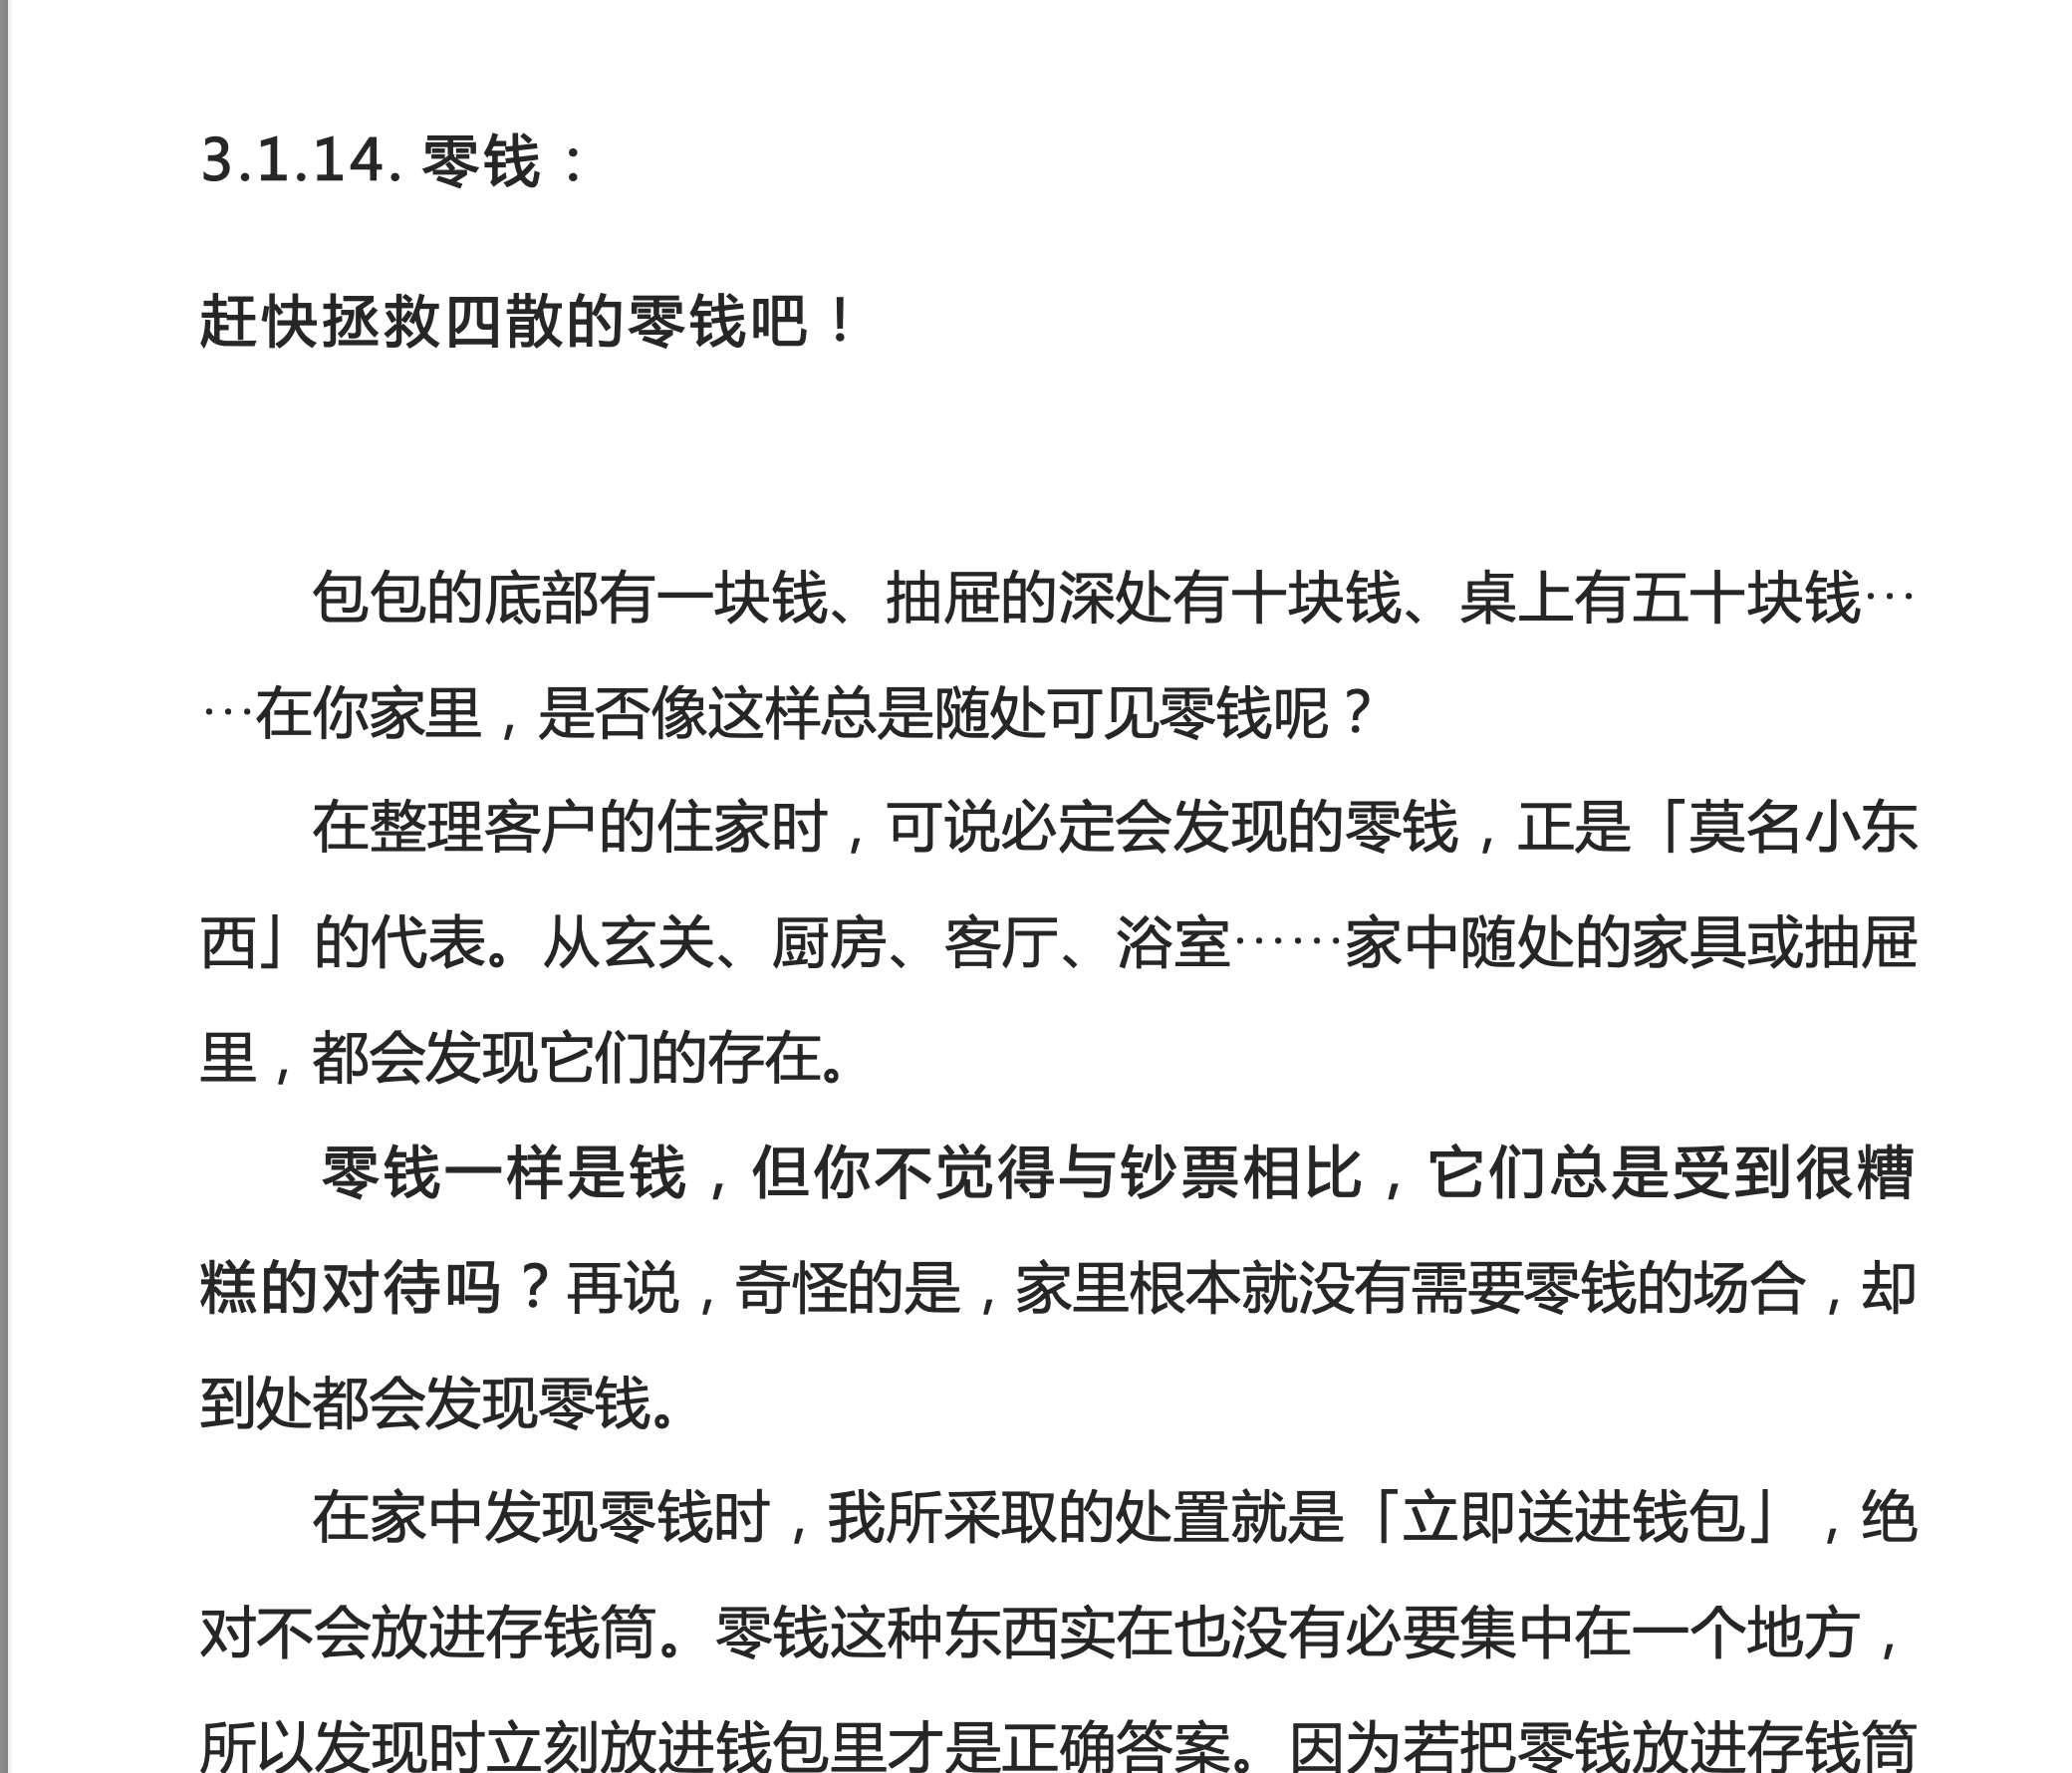 3.1.14. 零钱：
赶快拯救四散的零钱吧！
包包的底部有一块钱、抽屉的深处有十块钱、桌上有五十块钱…
…在你家里，是否像这样总是随处可见零钱呢？
在整理客户的住家时，可说必定会发现的零钱，正是「莫名小东
西」的代表。从玄关、厨房、客厅、浴室……家中随处的家具或抽屉
里，都会发现它们的存在。
零钱一样是钱，但你不觉得与钞票相比，它们总是受到很糟
糕的对待吗？再说，奇怪的是，家里根本就没有需要零钱的场合，却
到处都会发现零钱。
在家中发现零钱时，我所采取的处置就是「立即送进钱包」，绝
对不会放进存钱筒。零钱这种东西实在也没有必要集中在一个地方，
所以发现时立刻放进钱包里才是正确答案。因为若把零钱放进存钱筒